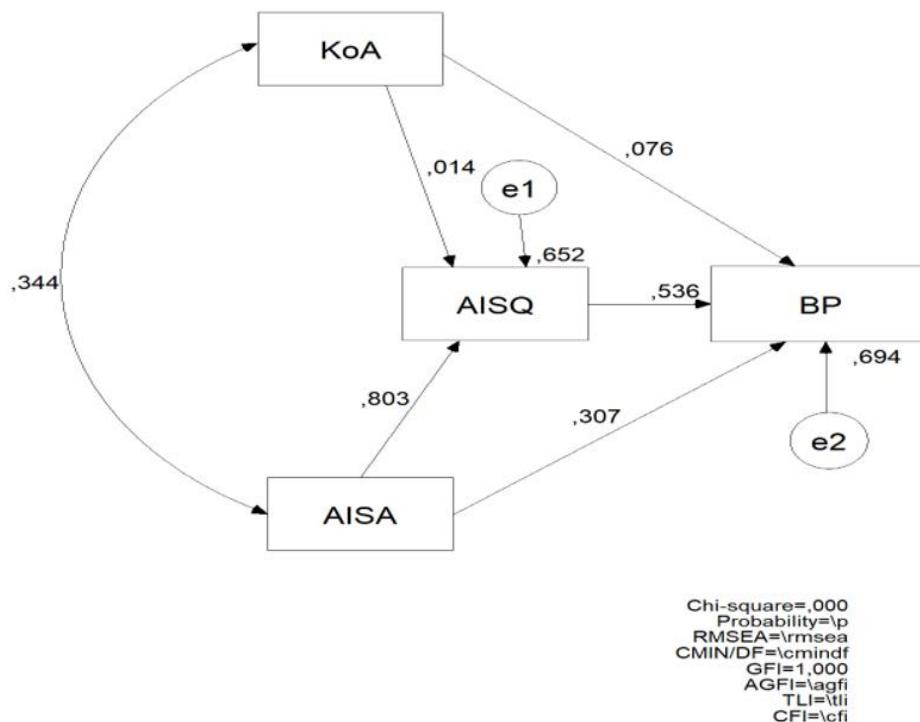 KoA
,076
,014
e1
,652
,344
AISQ
,536
BP
,694
,803
,307
e2
AISA
Chi-square=,000
Probability=\p
RMSEA=\rmsea
CMIN/DF=\cmindf
GFI=1,000
AGFI=\agfi
TLI=\tli
CFI=\cfi